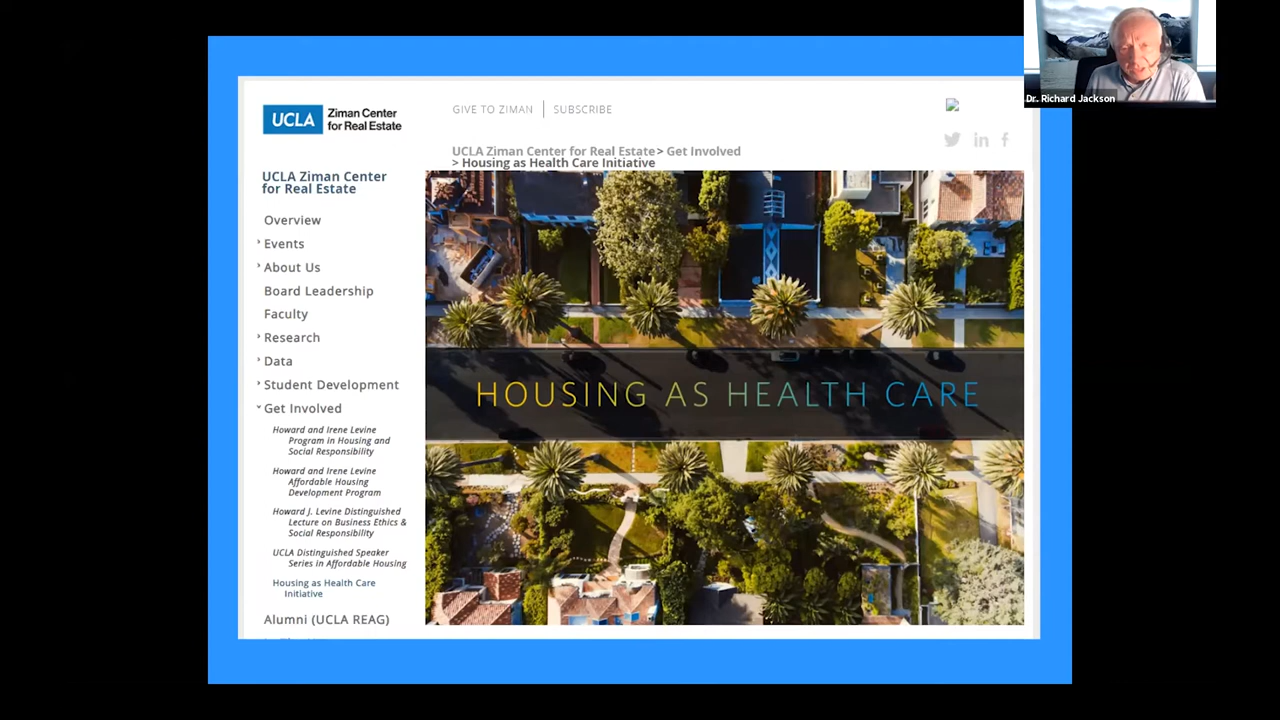 Dr. Richard Jackson
UCLA
Ziman Center
for Real Estate
GIVE TO ZIMAN
SUBSCRIBE
UCLA Ziman Center for Real Estate > Get Involved
> Housing as Health Care Initiative
UCLA Ziman Center
for Real Estate
Overview
Events
About Us
Board Leadership
Faculty
Research
Data
Student Development
Get Involved
Howard and Irene Levine
Program in Housing and
Social Responsibility
Howard and Irene Levine
Affordable Housing
Development Program
Howard J. Levine Distinguished
Lecture on Business Ethics &
Social Responsibility
UCLA Distinguished Speaker
Series in Affordable Housing
Housing as Health Care
Initiative
Alumni (UCLA REAG)
HOUSING AS HEALTH CARE